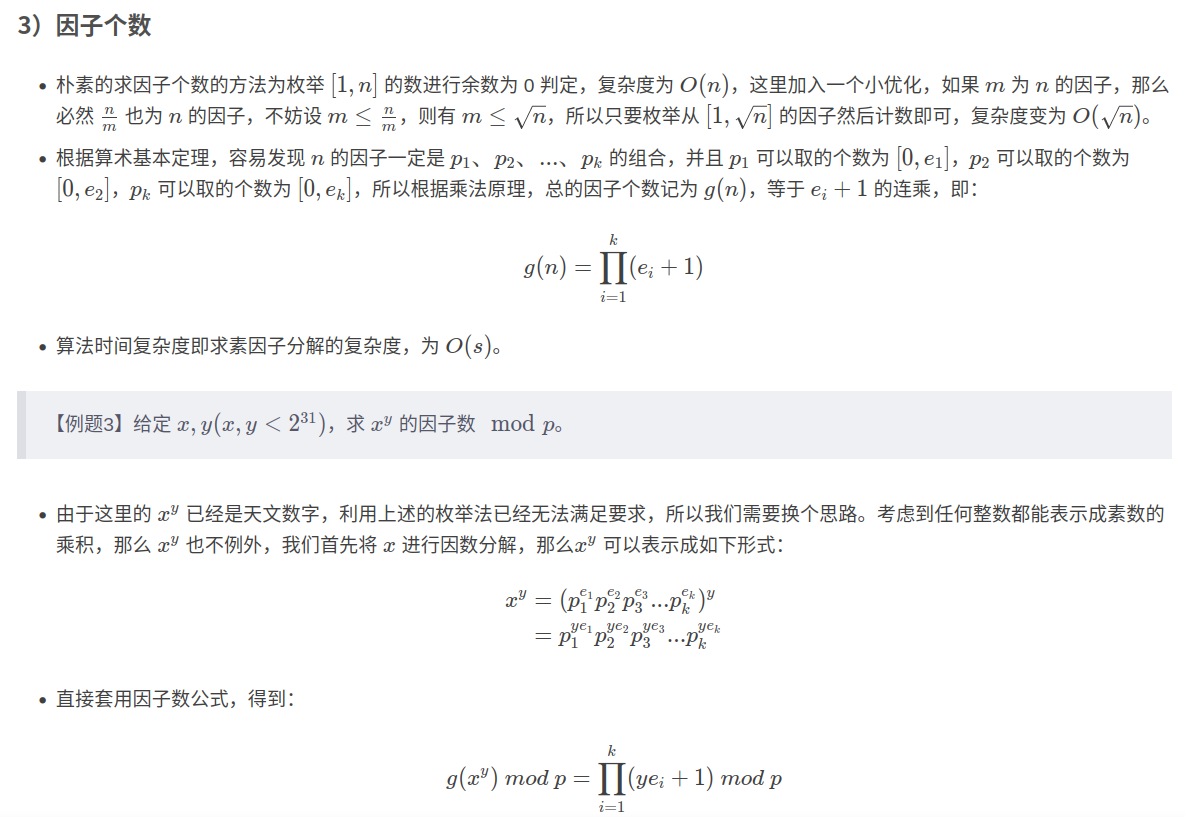 3）因子个数
• 朴素的求因子个数的方法为枚举 $[1, n]$ 的数进行余数为 0 判定，复杂度为 $O(n)$，这里加入一个小优化，如果 $m$ 为 $n$ 的因子，那么
必然 $\frac{n}{m}$ 也为 $n$ 的因子，不妨设 $m \leq \frac{n}{m}$，则有 $m \leq \sqrt{n}$，所以只要枚举从 $[1, \sqrt{n}]$ 的因子然后计数即可，复杂度变为 $O(\sqrt{n})$。
• 根据算术基本定理，容易发现 $n$ 的因子一定是 $p_1$、$p_2$、...、$p_k$ 的组合，并且 $p_1$ 可以取的个数为 $[0, e_1]$，$p_2$ 可以取的个数为
$[0, e_2]$，$p_k$ 可以取的个数为 $[0, e_k]$，所以根据乘法原理，总的因子个数记为 $g(n)$，等于 $e_i + 1$ 的连乘，即：
$g(n) = \prod_{i=1}^{k} (e_i + 1)$
• 算法时间复杂度即求素因子分解的复杂度，为 $O(s)$。
【例题3】给定 $x, y(x, y < 2^{31})$，求 $x^y$ 的因子数 $\mod p$。
• 由于这里的 $x^y$ 已经是天文数字，利用上述的枚举法已经无法满足要求，所以我们需要换个思路。考虑到任何整数都能表示成素数的
乘积，那么 $x^y$ 也不例外，我们首先将 $x$ 进行因数分解，那么$x^y$ 可以表示成如下形式：
$x^y = (p_1^{e_1} p_2^{e_2} p_3^{e_3} ... p_k^{e_k})^y$
$= p_1^{ye_1} p_2^{ye_2} p_3^{ye_3} ... p_k^{ye_k}$
• 直接套用因子数公式，得到：
$g(x^y) \ mod \ p = \prod_{i=1}^{k} (ye_i + 1) \ mod \ p$